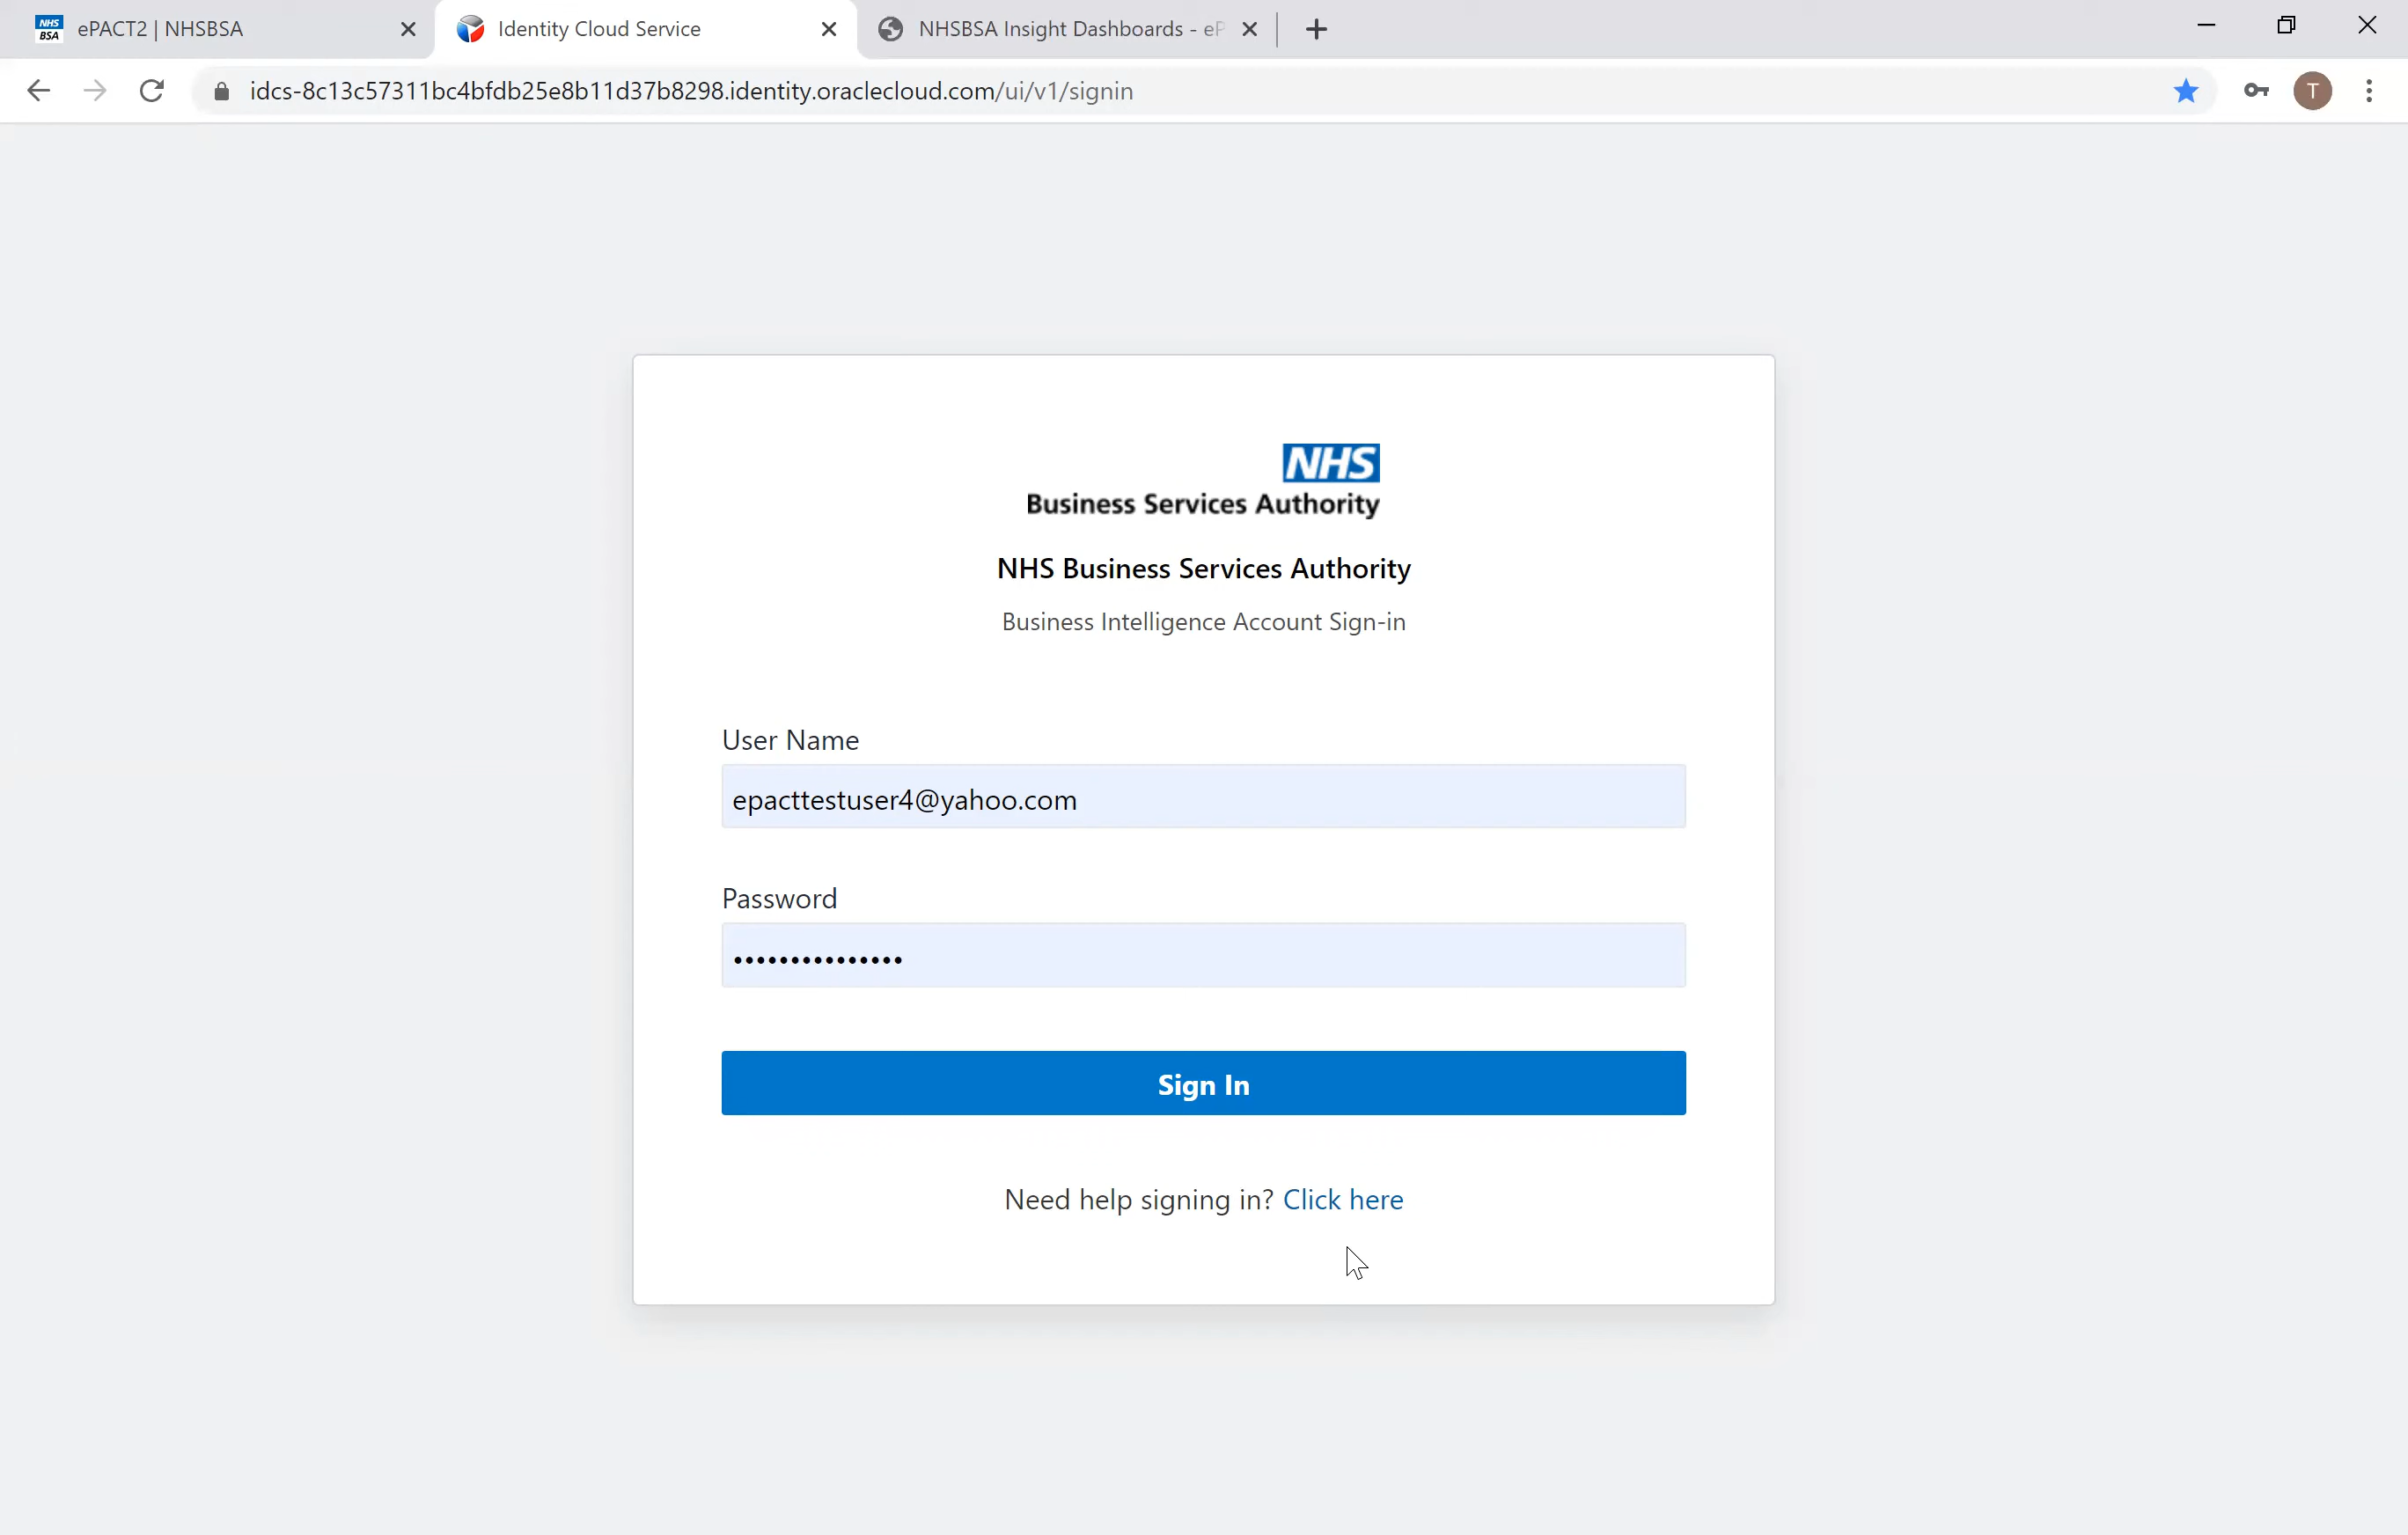 NHS
BSA
ePACT2 | NHSBSA
Identity Cloud Service
NHSBSA Insight Dashboards - eP
idcs-8c13c57311bc4bfdb25e8b11d37b8298.identity.oraclecloud.com/ui/v1/signin
T
NHS
Business Services Authority
NHS Business Services Authority
Business Intelligence Account Sign-in
User Name
epacttestuser4@yahoo.com
Password
•••••••••••••••
Sign In
Need help signing in? Click here